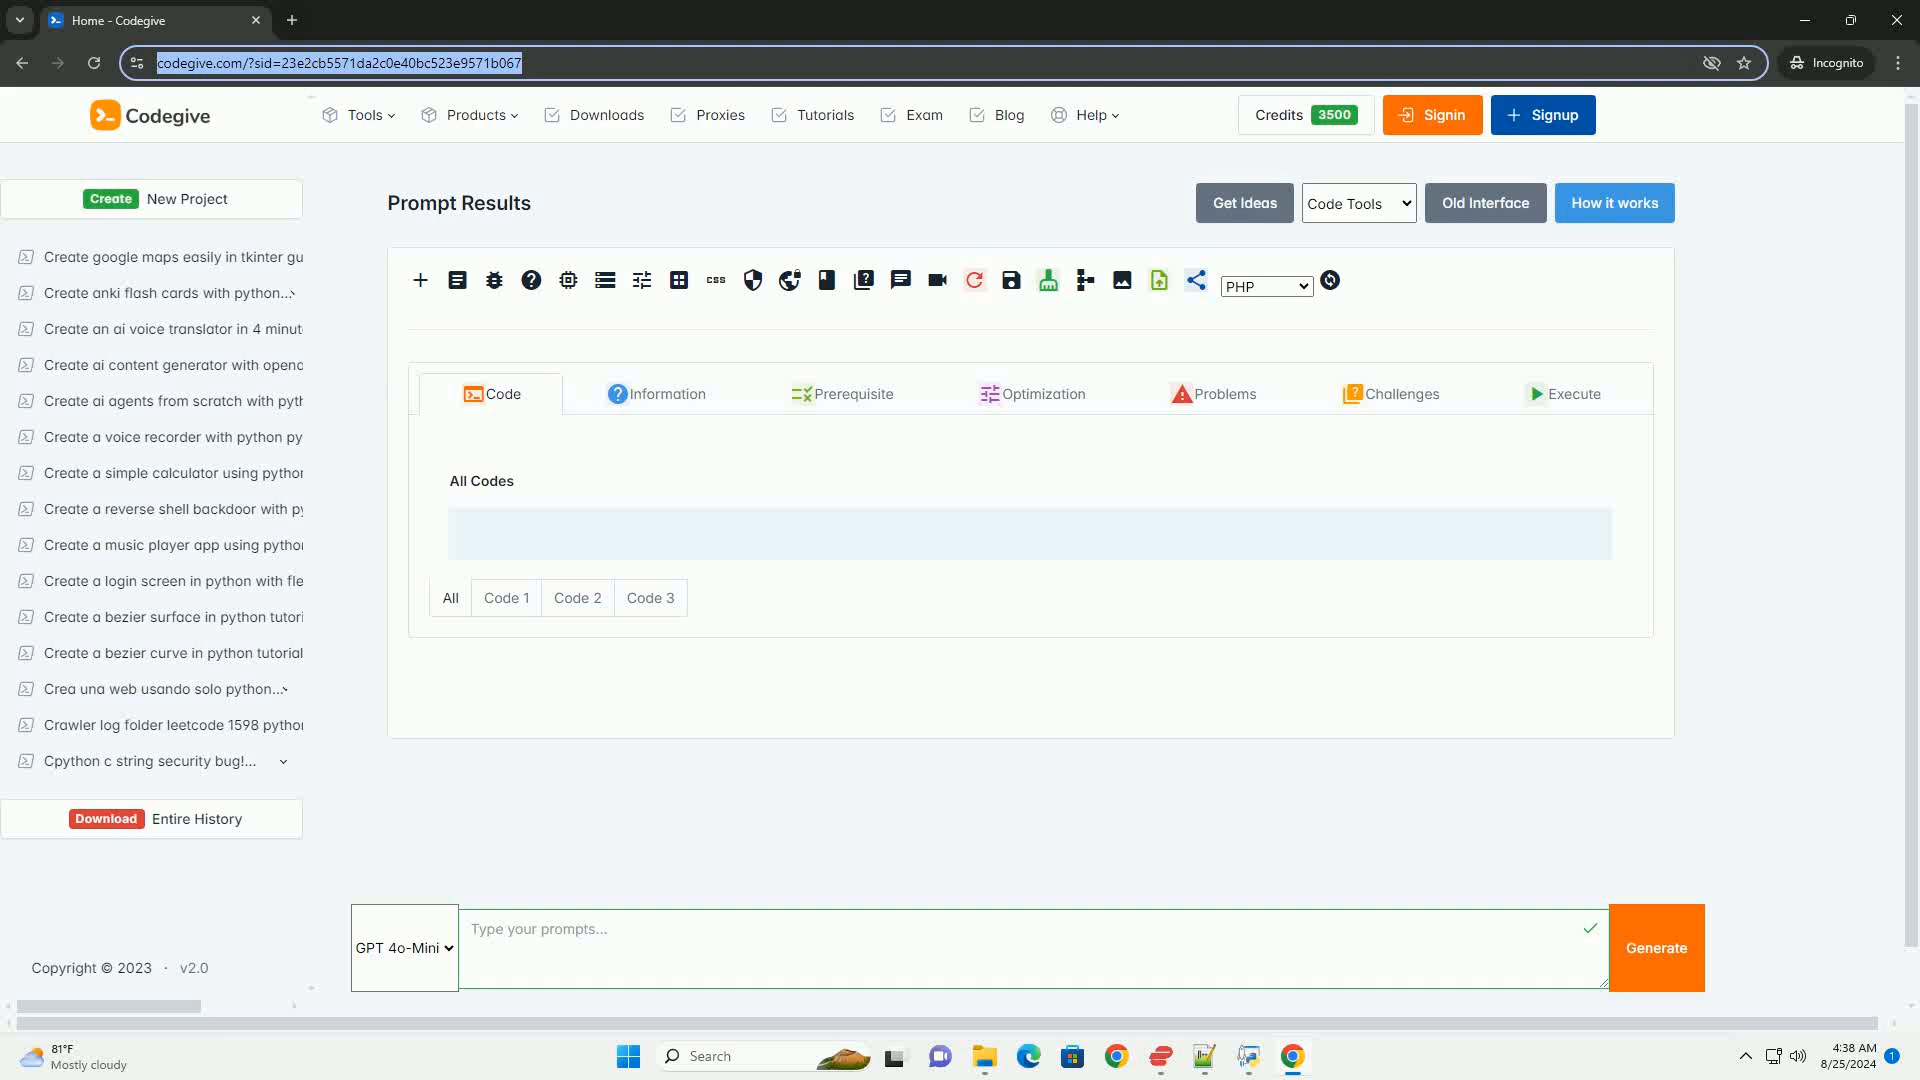 Home - Codegive
codegive.com/?sid=23e2cb5571da2c0e40bc523e9571b067
Incognito
Codegive
Tools
Products
Downloads
Proxies
Tutorials
Exam
Blog
Help
Credits 3500
Signin
Signup
Create New Project
Create google maps easily in tkinter gu
Create anki flash cards with python...
Create an ai voice translator in 4 minut
Create ai content generator with openc
Create ai agents from scratch with pyth
Create a voice recorder with python py
Create a simple calculator using python
Create a reverse shell backdoor with py
Create a music player app using python
Create a login screen in python with fle
Create a bezier surface in python tutori
Create a bezier curve in python tutorial
Crea una web usando solo python...
Crawler log folder leetcode 1598 python
Cpython c string security bug!...
Download Entire History
Copyright © 2023 · v2.0
Prompt Results
Get Ideas
Code Tools
Old Interface
How it works
css
PHP
Code
Information
Prerequisite
Optimization
Problems
Challenges
Execute
All Codes
All
Code 1
Code 2
Code 3
GPT 4o-Mini
Type your prompts...
Generate
81°F
Mostly cloudy
Search
4:38 AM
8/25/2024
1